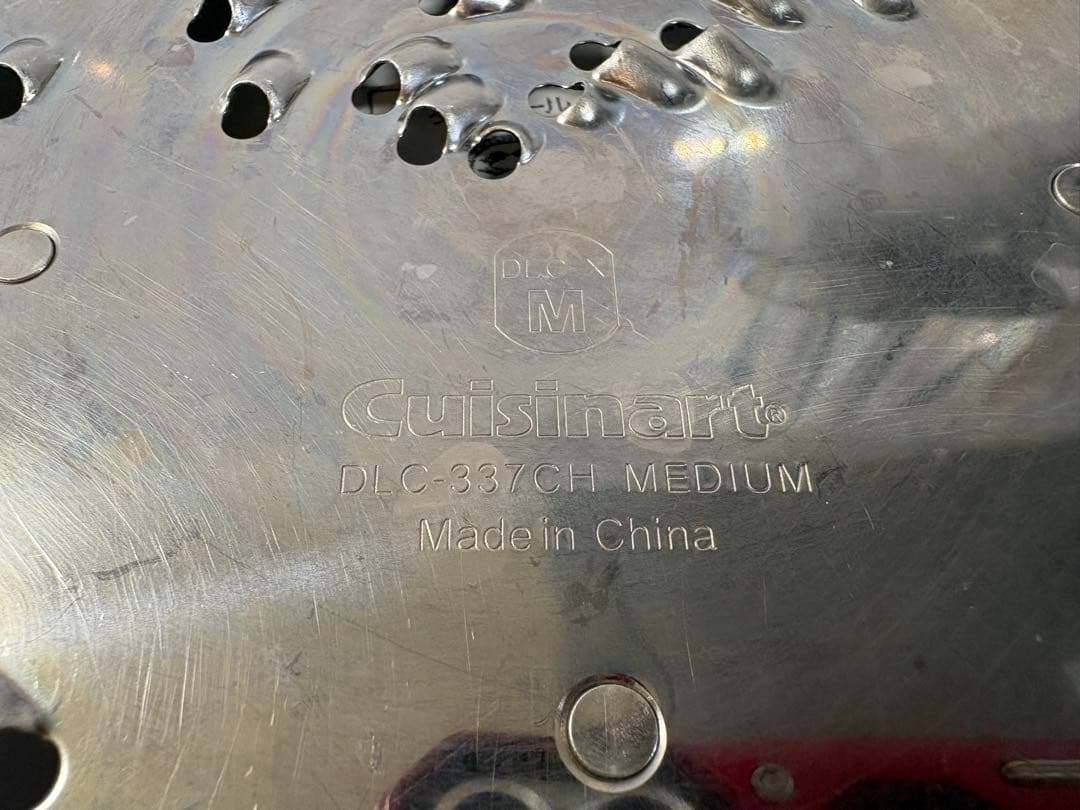 DLC-X
M
Cuisinart®
DLC-337CH MEDIUM
Made in China